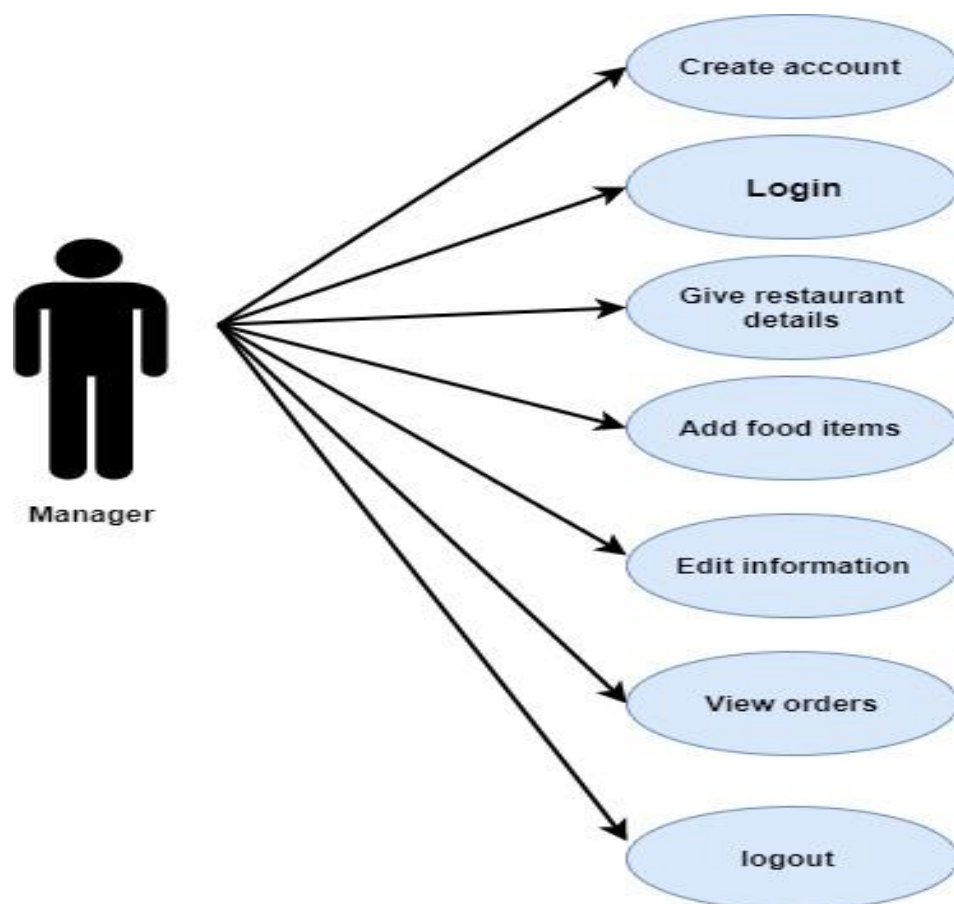 Create account
Login
Give restaurant
details
Add food items
Manager
Edit information
View orders
logout